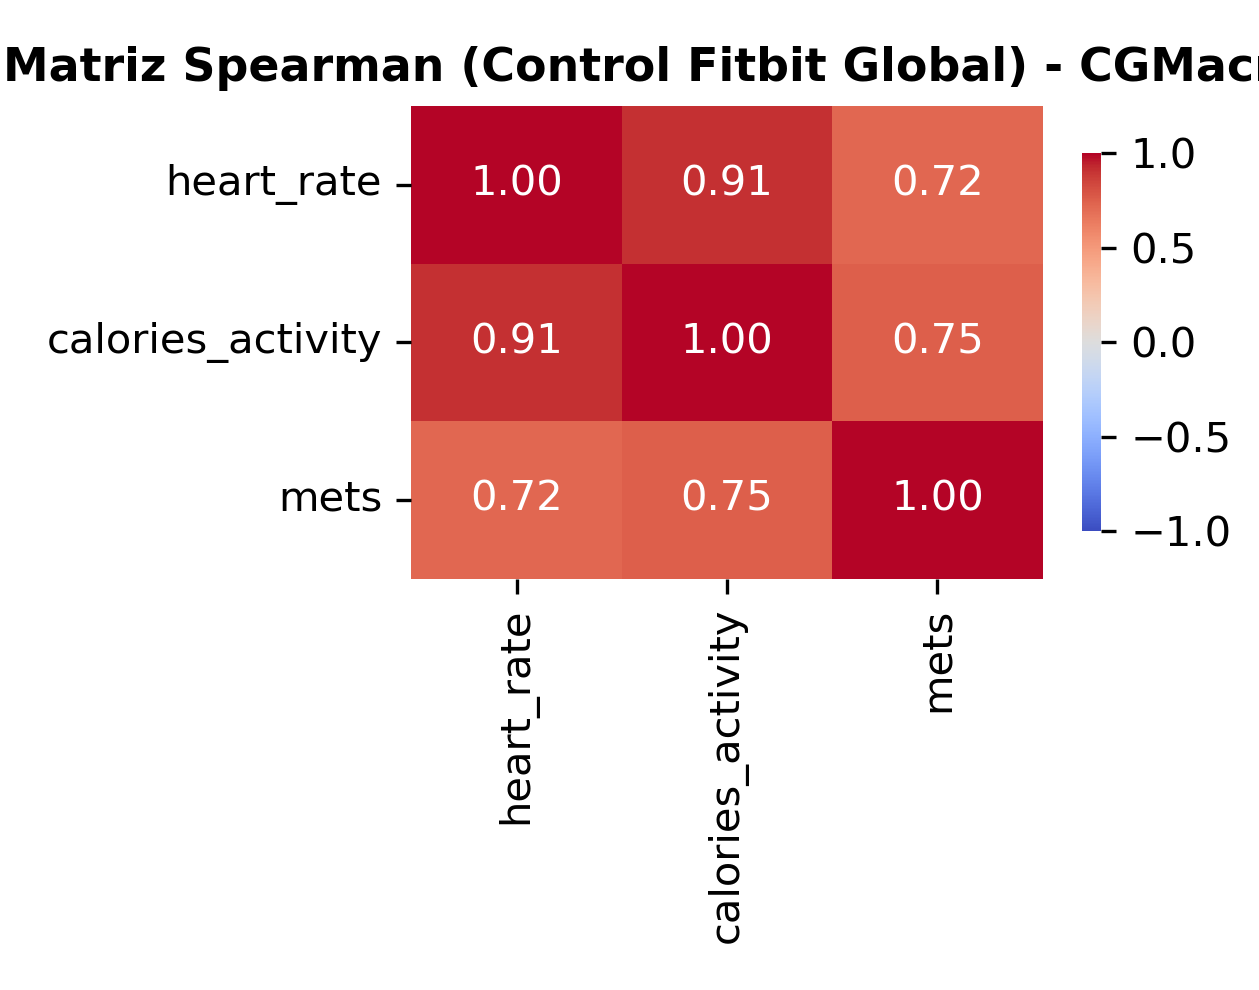 Matriz Spearman (Control Fitbit Global) - CGMacr
heart_rate 1.00 0.91 0.72
calories_activity 0.91 1.00 0.75
mets 0.72 0.75 1.00
heart_rate calories_activity mets
1.0
0.5
0.0
−0.5
−1.0